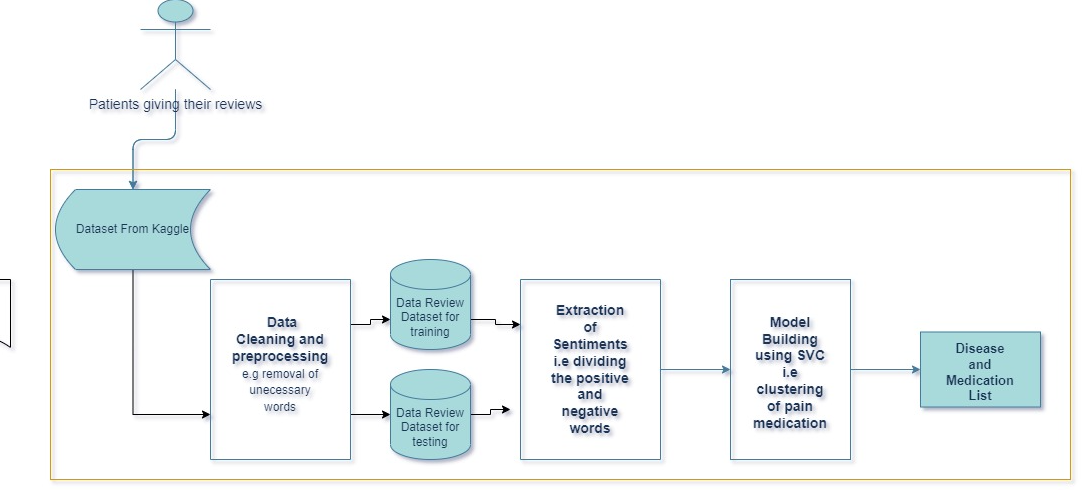 Patients giving their reviews
Dataset From Kaggle
Data
Cleaning and
preprocessing
e.g removal of
unecessary
words
Data Review
Dataset for
training
Data Review
Dataset for
testing
Extraction
of
Sentiments
i.e dividing
the positive
and
negative
words
Model
Building
using SVC
i.e
clustering
of pain
medication
Disease
and
Medication
List